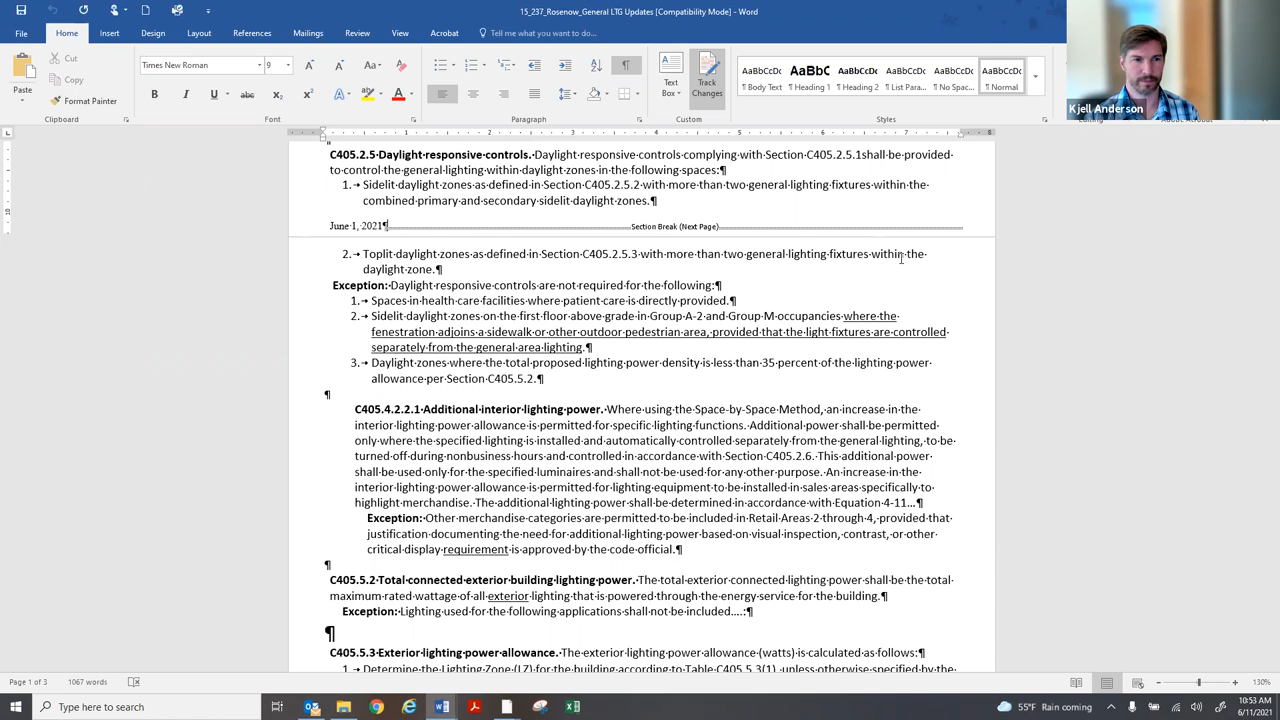 15_237_Rosenow_General LTG Updates [Compatibility Mode] - Word
File Home Insert Draw Design Layout References Mailings Review View Acrobat Tell me what you want to do...
Cut
Copy
Paste
Format Painter
Clipboard
Times New Roman 9
Font
Paragraph
Text Box
Track Changes
Custom
AaBbCcDc AaBbC AaBbCcDc AaBbCcDc AaBbCcDc AaBbCcDc
¶ Body Text ¶ Heading 1 ¶ Heading 2 ¶ List Para... ¶ No Spac... ¶ Normal
Styles
Kjell Anderson
C405.2.5 Daylight responsive controls. Daylight responsive controls complying with Section C405.2.5.1shall be provided
to control the general lighting within daylight zones in the following spaces:¶
1. Sidelit daylight zones as defined in Section C405.2.5.2 with more than two general lighting fixtures within the
combined primary and secondary sidelit daylight zones.¶
June 1, 2021¶ Section Break (Next Page)
2. Toplit daylight zones as defined in Section C405.2.5.3 with more than two general lighting fixtures within the
daylight zone.¶
Exception: Daylight responsive controls are not required for the following:¶
1. Spaces in health care facilities where patient care is directly provided.¶
2. Sidelit daylight zones on the first floor above grade in Group A-2 and Group M occupancies where the
fenestration adjoins a sidewalk or other outdoor pedestrian area, provided that the light fixtures are controlled
separately from the general area lighting.¶
3. Daylight zones where the total proposed lighting power density is less than 35 percent of the lighting power
allowance per Section C405.5.2.¶
¶
C405.4.2.2.1 Additional interior lighting power. Where using the Space-by-Space Method, an increase in the
interior lighting power allowance is permitted for specific lighting functions. Additional power shall be permitted
only where the specified lighting is installed and automatically controlled separately from the general lighting, to be
turned off during nonbusiness hours and controlled in accordance with Section C405.2.6. This additional power
shall be used only for the specified luminaires and shall not be used for any other purpose. An increase in the
interior lighting power allowance is permitted for lighting equipment to be installed in sales areas specifically to
highlight merchandise. The additional lighting power shall be determined in accordance with Equation 4-11...¶
Exception: Other merchandise categories are permitted to be included in Retail Areas 2 through 4, provided that
justification documenting the need for additional lighting power based on visual inspection, contrast, or other
critical display requirement is approved by the code official.¶
¶
C405.5.2 Total connected exterior building lighting power. The total exterior connected lighting power shall be the total
maximum rated wattage of all exterior lighting that is powered through the energy service for the building.¶
Exception: Lighting used for the following applications shall not be included....:¶
¶
C405.5.3 Exterior lighting power allowance. The exterior lighting power allowance (watts) is calculated as follows:¶
1. Determine the Lighting Zone (LZ) for the building according to Table C405.5.3(1), unless otherwise specified by the
Page 1 of 3 1067 words 130%
Type here to search
55°F Raining now
10:53 AM
6/11/2021